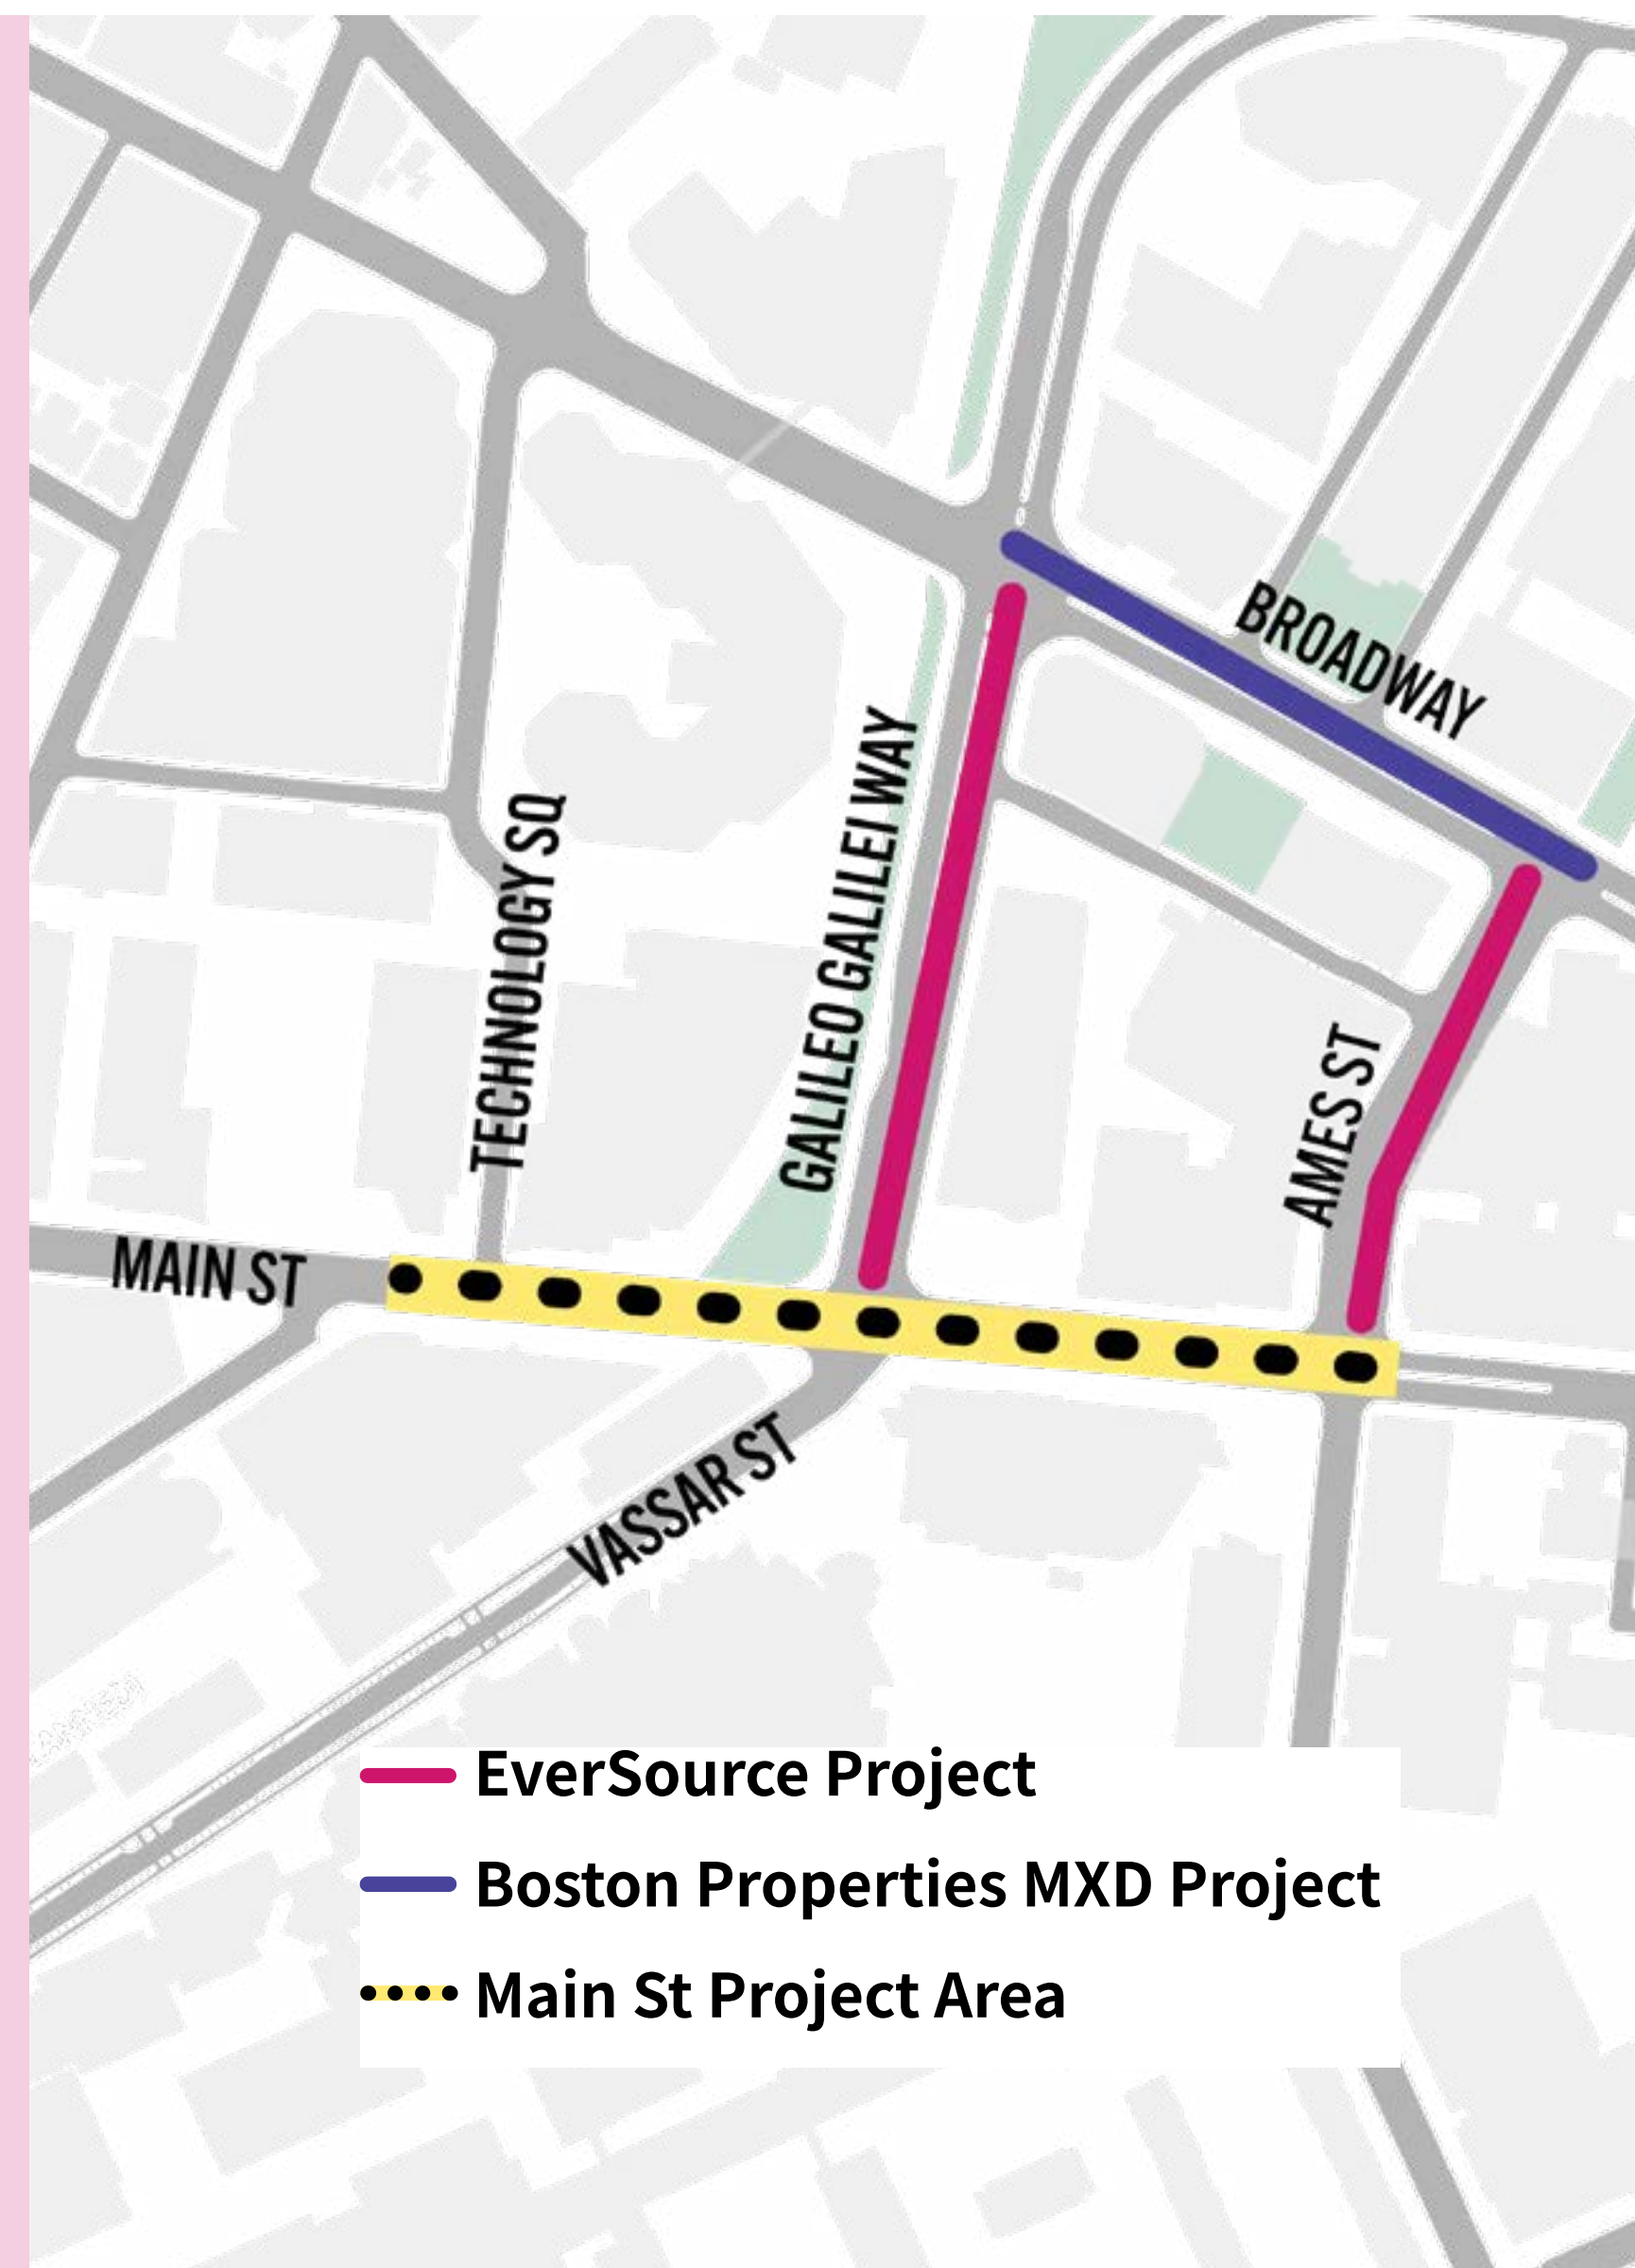 BROADWAY
GALILEO GALILEI WAY
TECHNOLOGY SQ
AMES ST
MAIN ST
VASSAR ST
EverSource Project
Boston Properties MXD Project
Main St Project Area